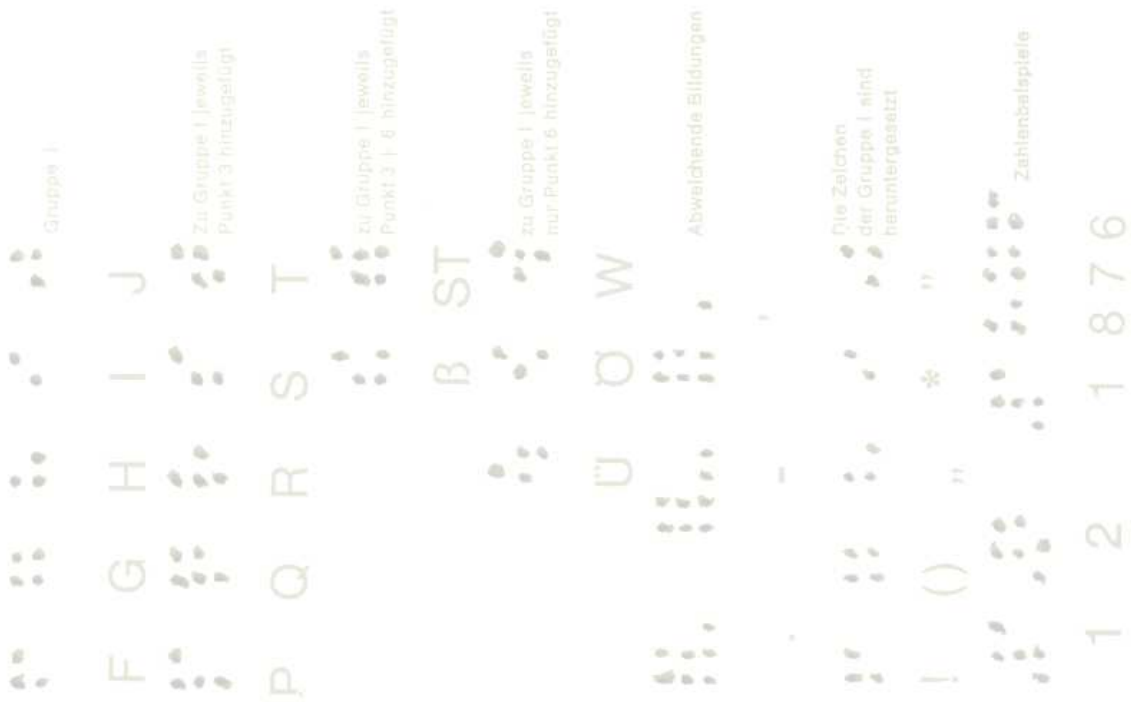 Gruppe I
F G H I J
Zu Gruppe I jeweils
Punkt 3 hinzugefügt
P Q R S T
zu Gruppe I jeweils
Punkt 3 + 6 hinzugefügt
ß ST
zu Gruppe I jeweils
nur Punkt 6 hinzugefügt
Ü Ö W
Abweichende Bildungen
. - ,
Die Zeichen
der Gruppe I sind
heruntergesetzt
! () „ * ”
Zahlenbeispiele
1 2 1 8 7 6